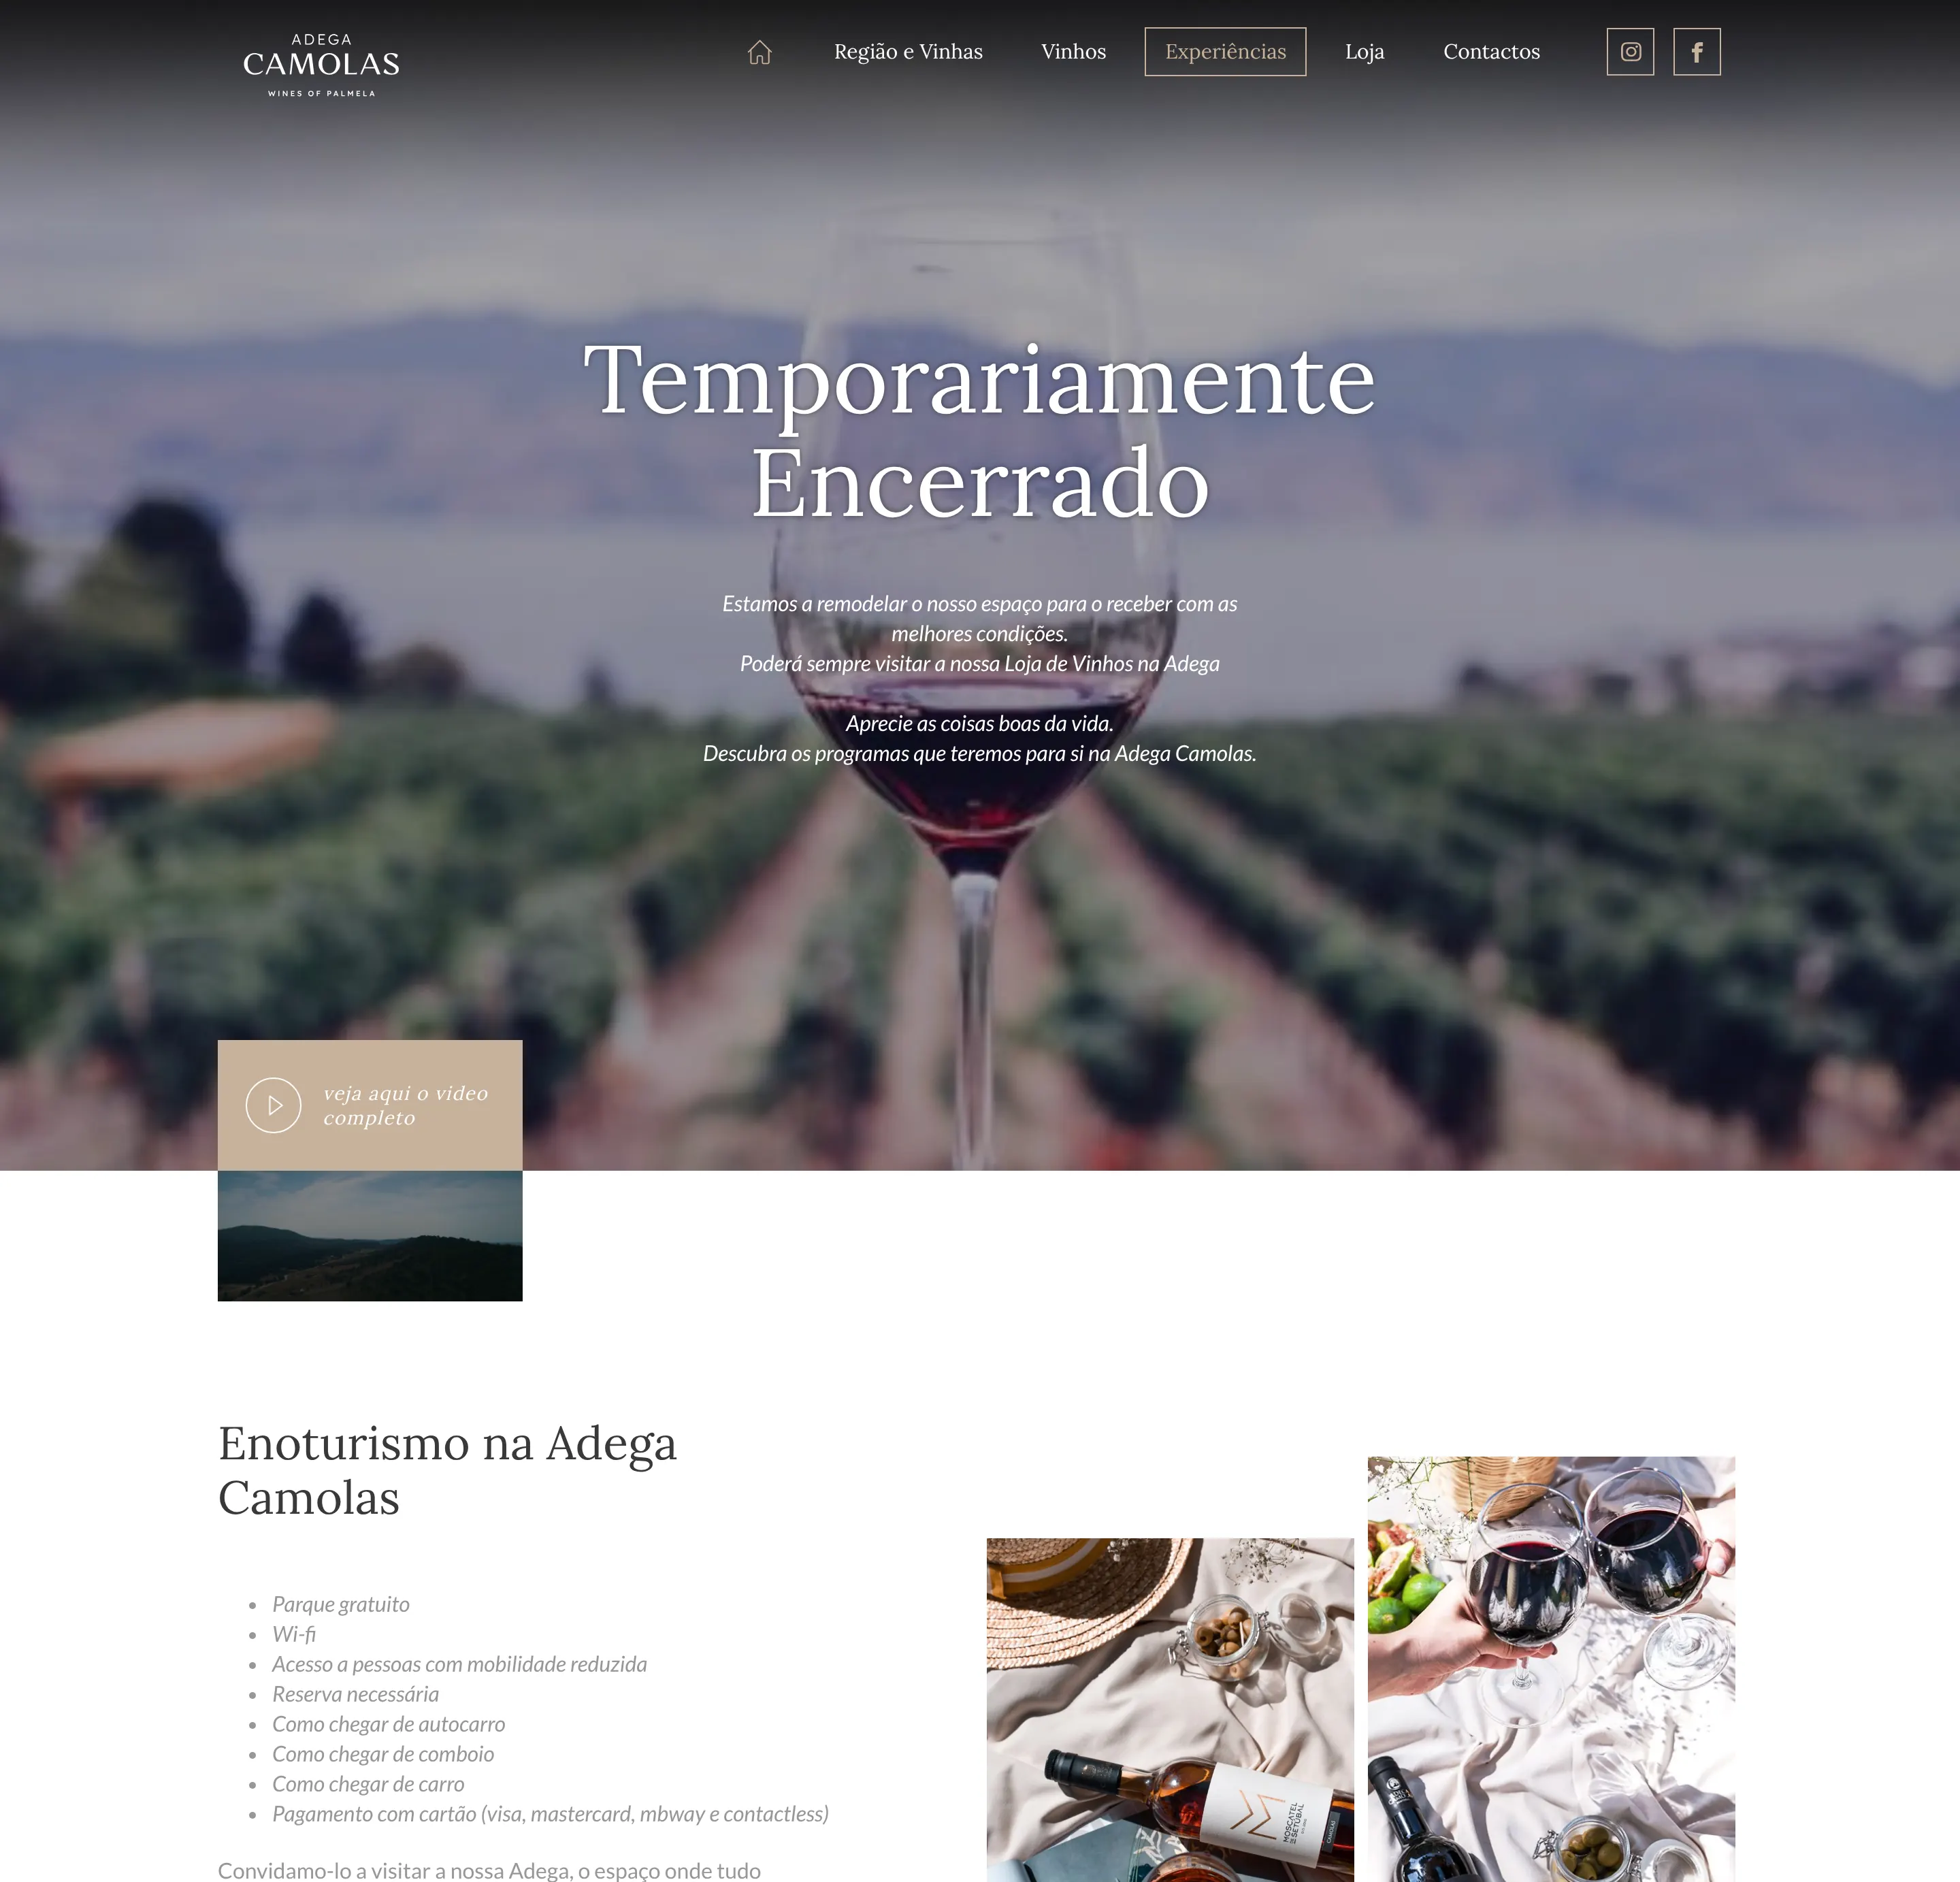 ADEGA
CAMOLAS
WINES OF PALMELA
Região e Vinhas
Vinhos
Experiências
Loja
Contactos
Temporariamente
Encerrado
Estamos a remodelar o nosso espaço para o receber com as
melhores condições.
Poderá sempre visitar a nossa Loja de Vinhos na Adega
Aprecie as coisas boas da vida.
Descubra os programas que teremos para si na Adega Camolas.
veja aqui o video
completo
Enoturismo na Adega
Camolas
Parque gratuito
Wi-fi
Acesso a pessoas com mobilidade reduzida
Reserva necessária
Como chegar de autocarro
Como chegar de comboio
Como chegar de carro
Pagamento com cartão (visa, mastercard, mbway e contactless)
Convidamo-lo a visitar a nossa Adega, o espaço onde tudo
MOSCATEL
DE SETÚBAL
CAMOLAS